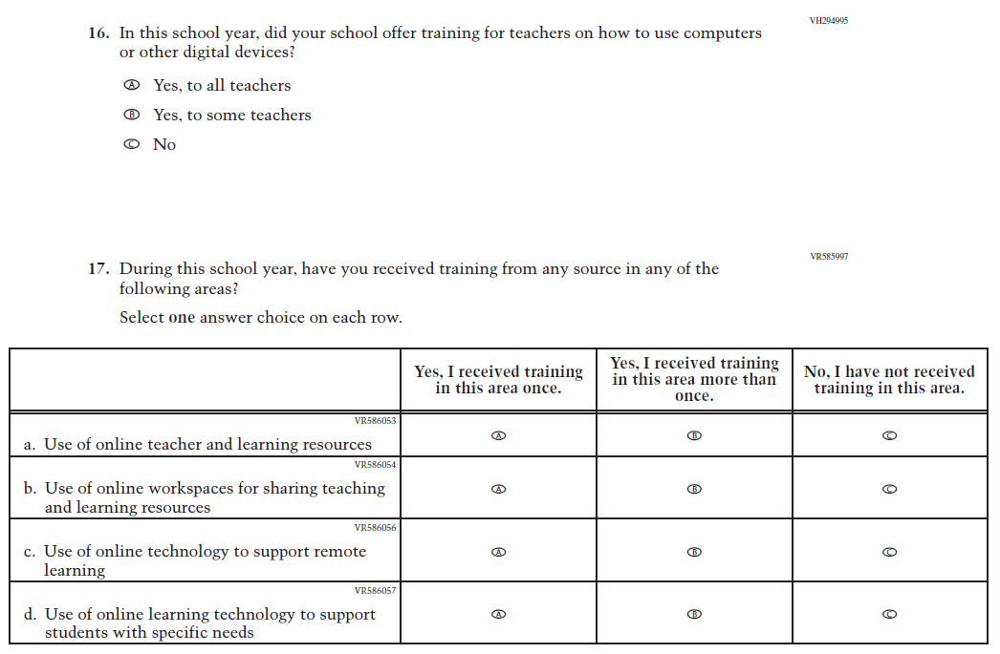 VH294995
16. In this school year, did your school offer training for teachers on how to use computers
or other digital devices?
A Yes, to all teachers
B Yes, to some teachers
C No
VR585997
17. During this school year, have you received training from any source in any of the
following areas?
Select one answer choice on each row.
Yes, I received training
in this area once.
Yes, I received training
in this area more than
once.
No, I have not received
training in this area.
VR586053
a. Use of online teacher and learning resources
A B C
VR586054
b. Use of online workspaces for sharing teaching
and learning resources
A B C
VR586056
c. Use of online technology to support remote
learning
A B C
VR586057
d. Use of online learning technology to support
students with specific needs
A B C